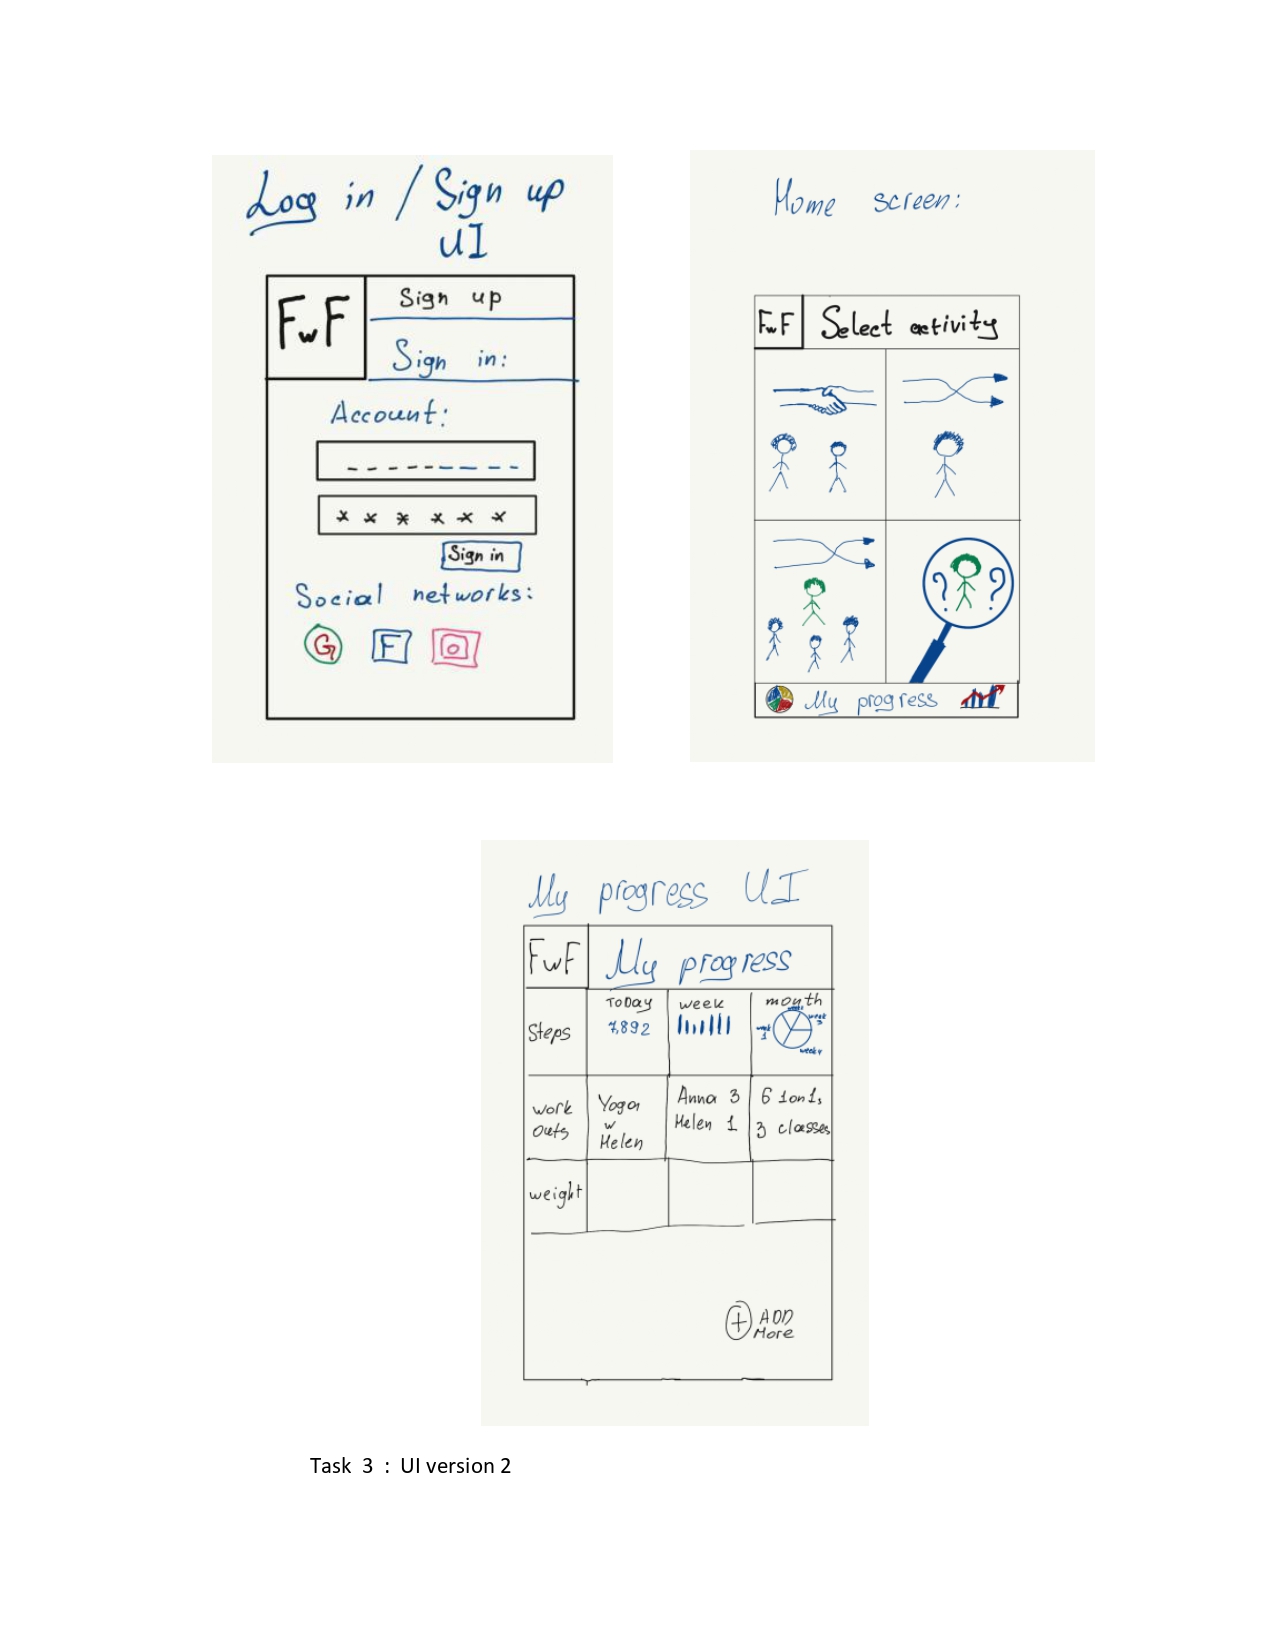 Log in / Sign up
UI
FwF
Sign up
Sign in:
Account:
_ _ _ _ _ _ _ _ _
* * * * * *
Sign in
Social networks:
G F
Home screen:
FwF Select activity
? ?
My progress
My progress UI
FwF My progress
Today week month
Steps 7,892
week 1
week 3
week 4
work outs
Yoga w Helen
Anna 3
Helen 1
6 1on1s
3 classes
weight
+ ADD More
Task 3 : UI version 2